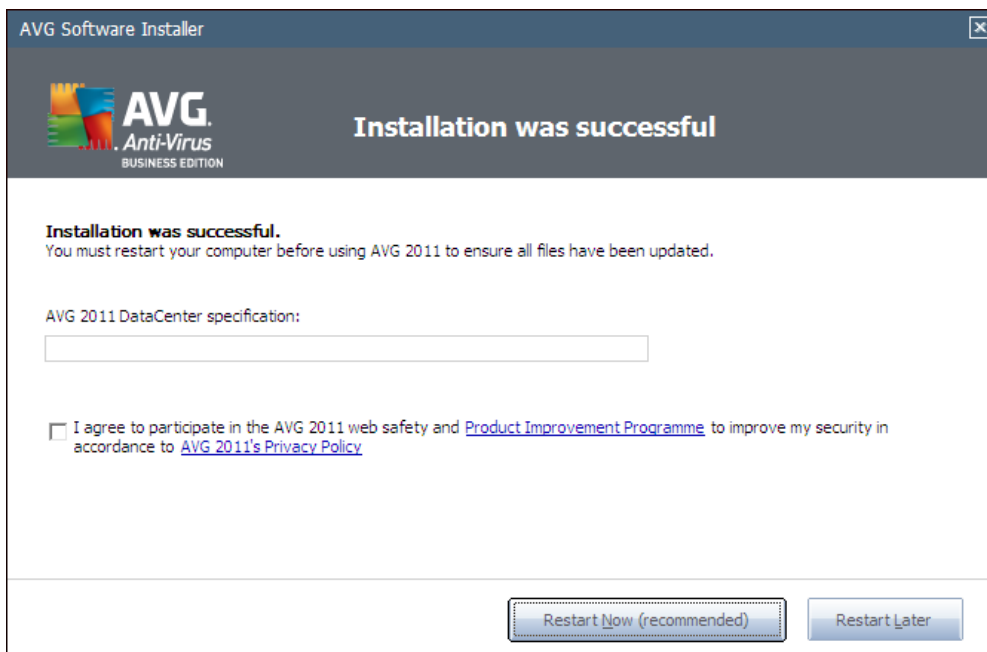 AVG Software Installer
AVG.
Anti-Virus
BUSINESS EDITION
Installation was successful
Installation was successful.
You must restart your computer before using AVG 2011 to ensure all files have been updated.
AVG 2011 DataCenter specification:
I agree to participate in the AVG 2011 web safety and Product Improvement Programme to improve my security in
accordance to AVG 2011's Privacy Policy
Restart Now (recommended)
Restart Later